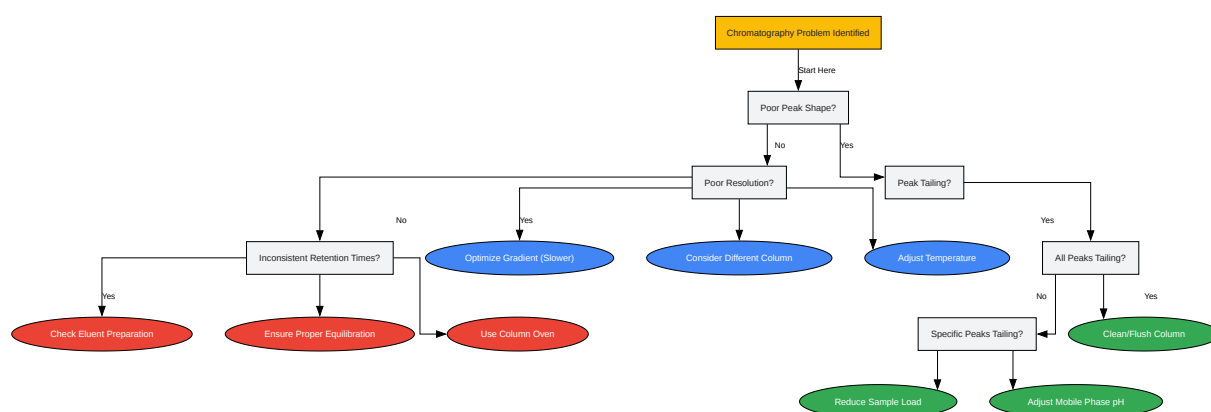 Chromatography Problem Identified
Start Here
Poor Peak Shape?
No
Yes
Poor Resolution?
Peak Tailing?
No
Yes
Yes
Inconsistent Retention Times?
Optimize Gradient (Slower)
Consider Different Column
Adjust Temperature
All Peaks Tailing?
Yes
No
Yes
Check Eluent Preparation
Ensure Proper Equilibration
Use Column Oven
Specific Peaks Tailing?
Clean/Flush Column
Reduce Sample Load
Adjust Mobile Phase pH